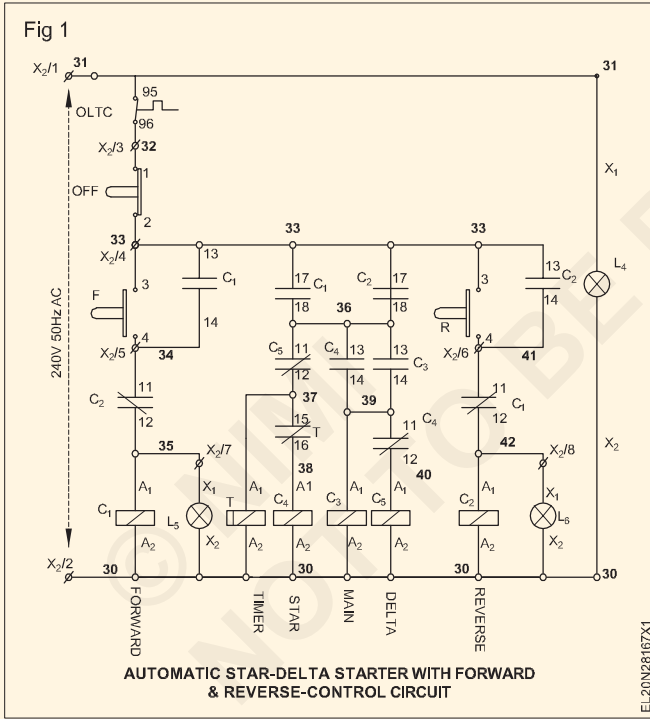 Fig 1
31
31
X2/1
95
OLTC
96
X2/3 32
X1
1
OFF
2
33
33
33
X2/4
13
17
C1
C2
17
3
13
C2
L4
3
C1
18
18
14
F
36
R
14
4
C5
11
C4
13
13
C3
4
X2/5
34
12
14
14
X2/6
41
240V 50Hz AC
11
37
39
11
C2
12
15
T
C4
11
C1
12
16
12
35
38
40
42
X2
X2/7
X2/8
A1
X1
A1
A1
A1
A1
A1
X1
C1
L5
T
C4
C3
C5
C2
L6
A2
X2
A2
A2
A2
A2
A2
X2
X2/2
30
30
30
30
FORWARD
TIMER
STAR
MAIN
DELTA
REVERSE
AUTOMATIC STAR-DELTA STARTER WITH FORWARD
& REVERSE-CONTROL CIRCUIT
EL20N28167X1
© NIMI
NOT TO BE R